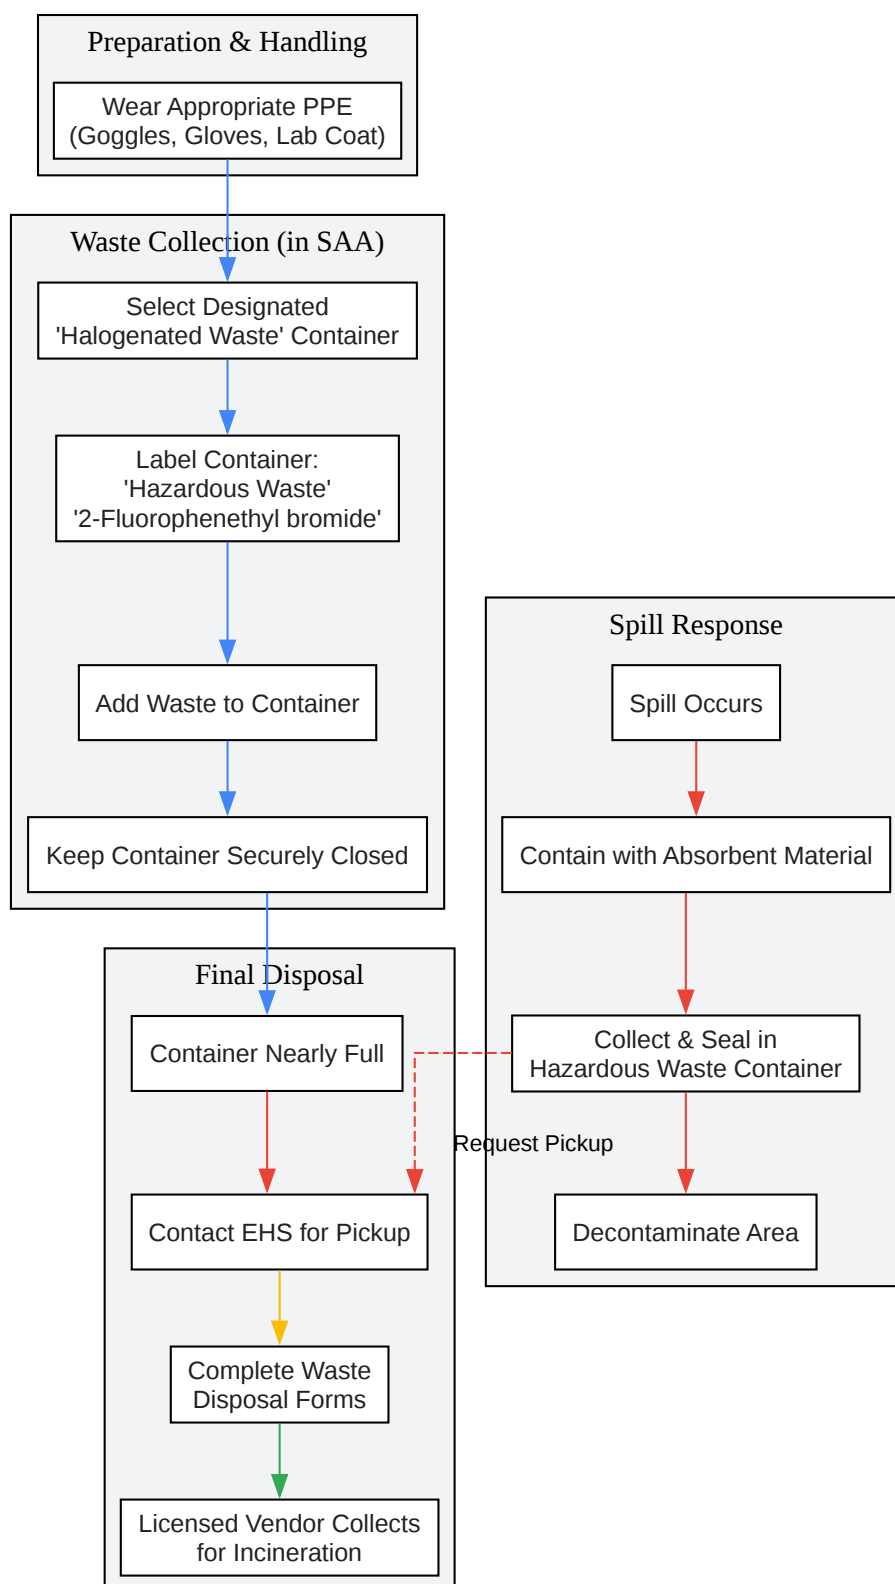 Preparation & Handling
Wear Appropriate PPE
(Goggles, Gloves, Lab Coat)
Waste Collection (in SAA)
Select Designated
'Halogenated Waste' Container
Label Container:
'Hazardous Waste'
'2-Fluorophenethyl bromide'
Add Waste to Container
Keep Container Securely Closed
Spill Response
Spill Occurs
Contain with Absorbent Material
Collect & Seal in
Hazardous Waste Container
Request Pickup
Decontaminate Area
Final Disposal
Container Nearly Full
Contact EHS for Pickup
Complete Waste
Disposal Forms
Licensed Vendor Collects
for Incineration